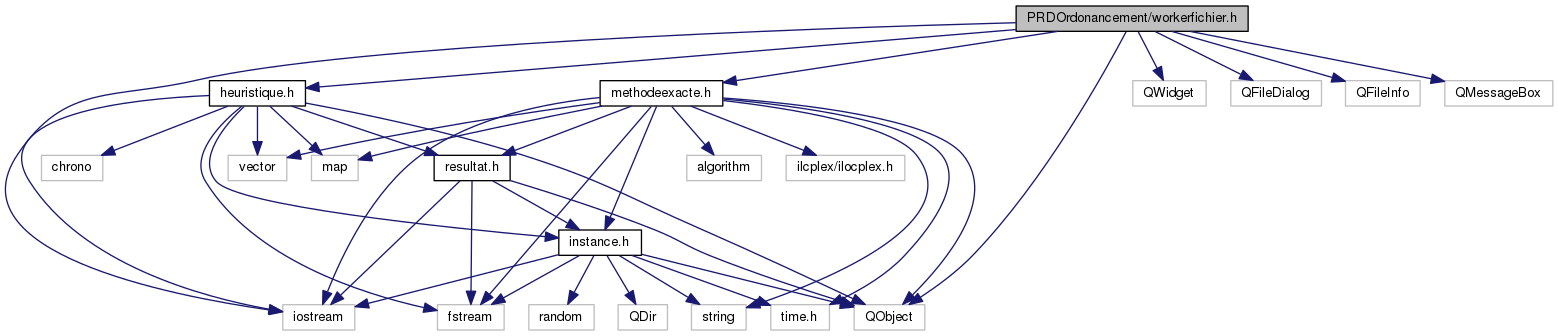 PRDOrdonancement/workerfichier.h
heuristique.h
methodeexacte.h
QWidget
QFileDialog
QFileInfo
QMessageBox
chrono
vector
map
resultat.h
algorithm
ilcplex/ilocplex.h
instance.h
iostream
fstream
random
QDir
string
time.h
QObject